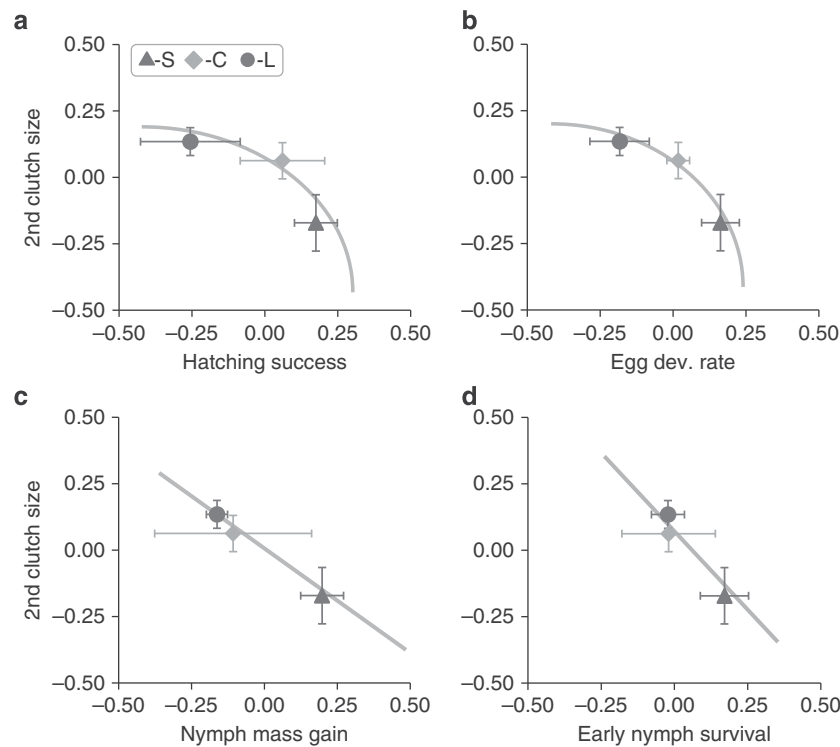 a
0.50
0.25
0.00
–0.25
–0.50
2nd clutch size
-S -C -L
–0.50 –0.25 0.00 0.25 0.50
Hatching success
b
0.50
0.25
0.00
–0.25
–0.50
–0.50 –0.25 0.00 0.25 0.50
Egg dev. rate
c
0.50
0.25
0.00
–0.25
–0.50
2nd clutch size
–0.50 –0.25 0.00 0.25 0.50
Nymph mass gain
d
0.50
0.25
0.00
–0.25
–0.50
–0.50 –0.25 0.00 0.25 0.50
Early nymph survival